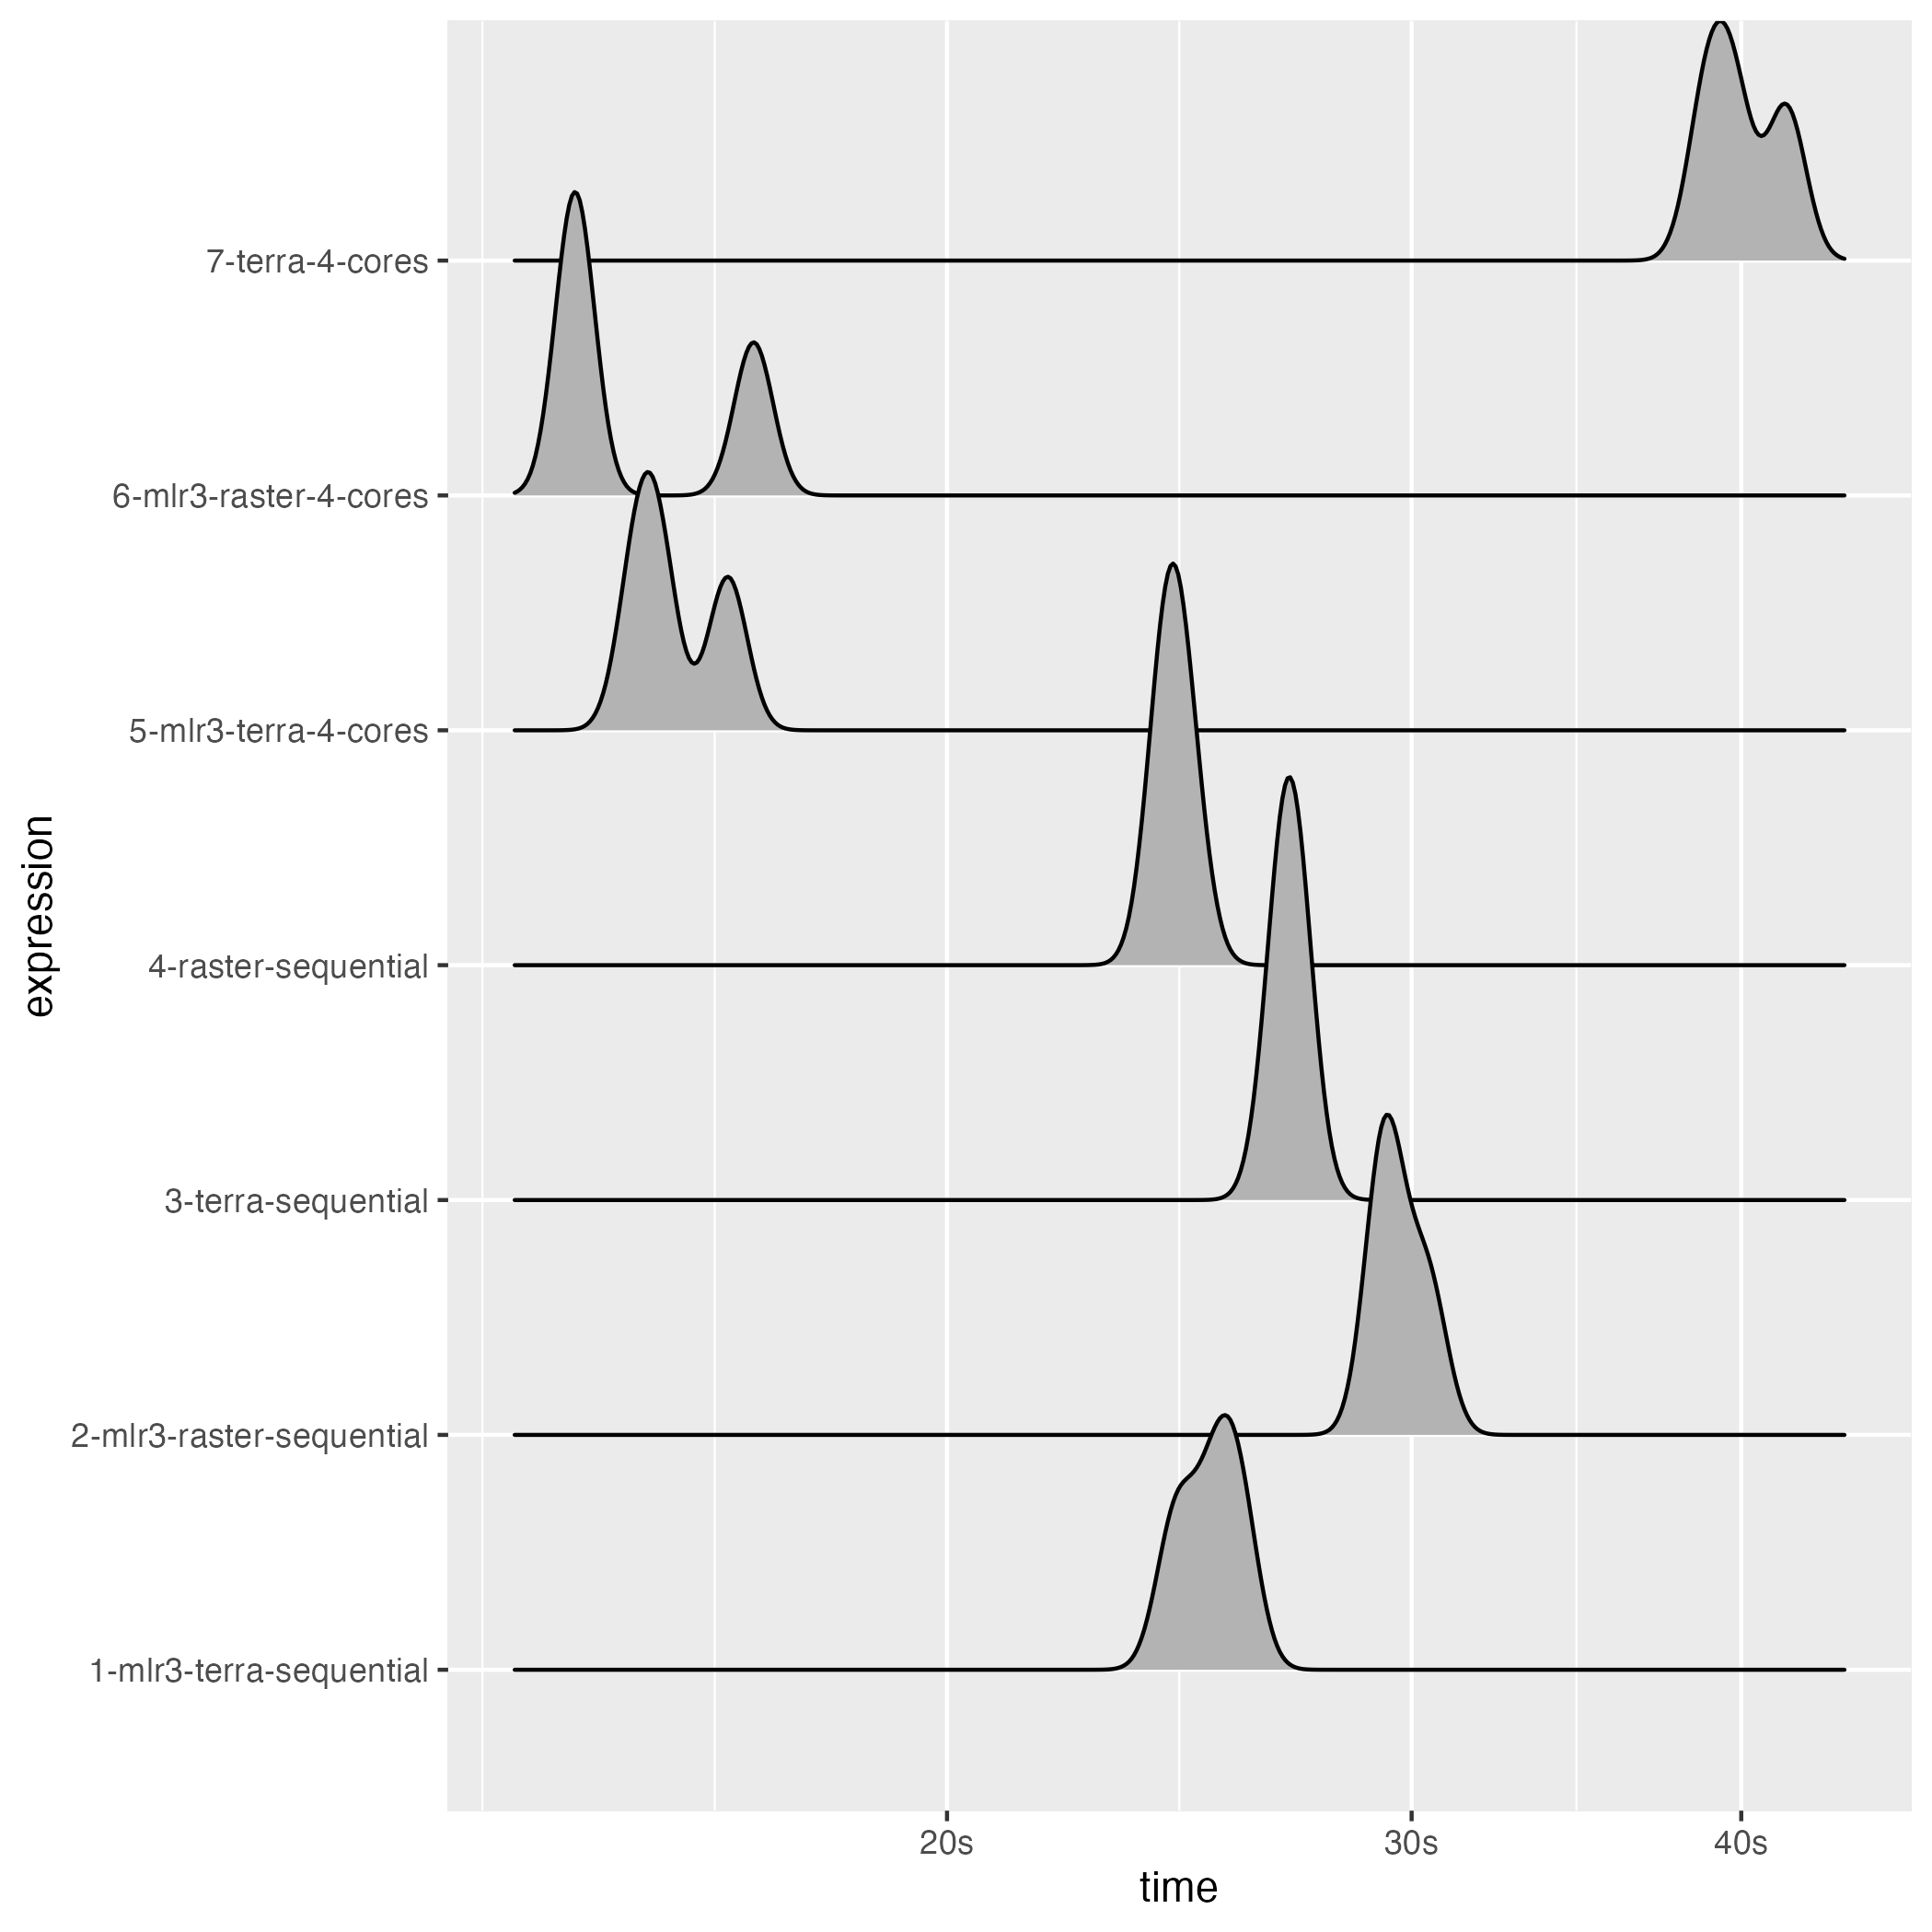 7-terra-4-cores
6-mlr3-raster-4-cores
5-mlr3-terra-4-cores
4-raster-sequential
3-terra-sequential
2-mlr3-raster-sequential
1-mlr3-terra-sequential
expression
20s
30s
40s
time